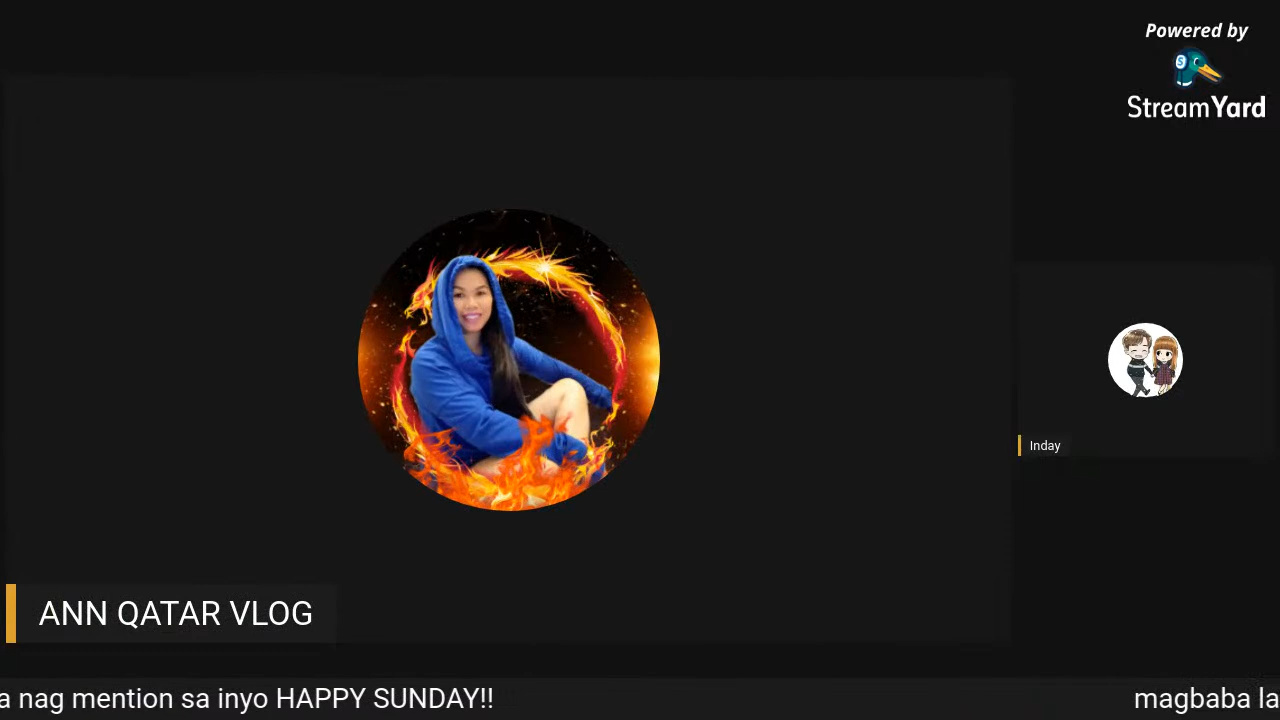 Powered by
StreamYard
Inday
ANN QATAR VLOG
a nag mention sa inyo HAPPY SUNDAY!! magbaba la